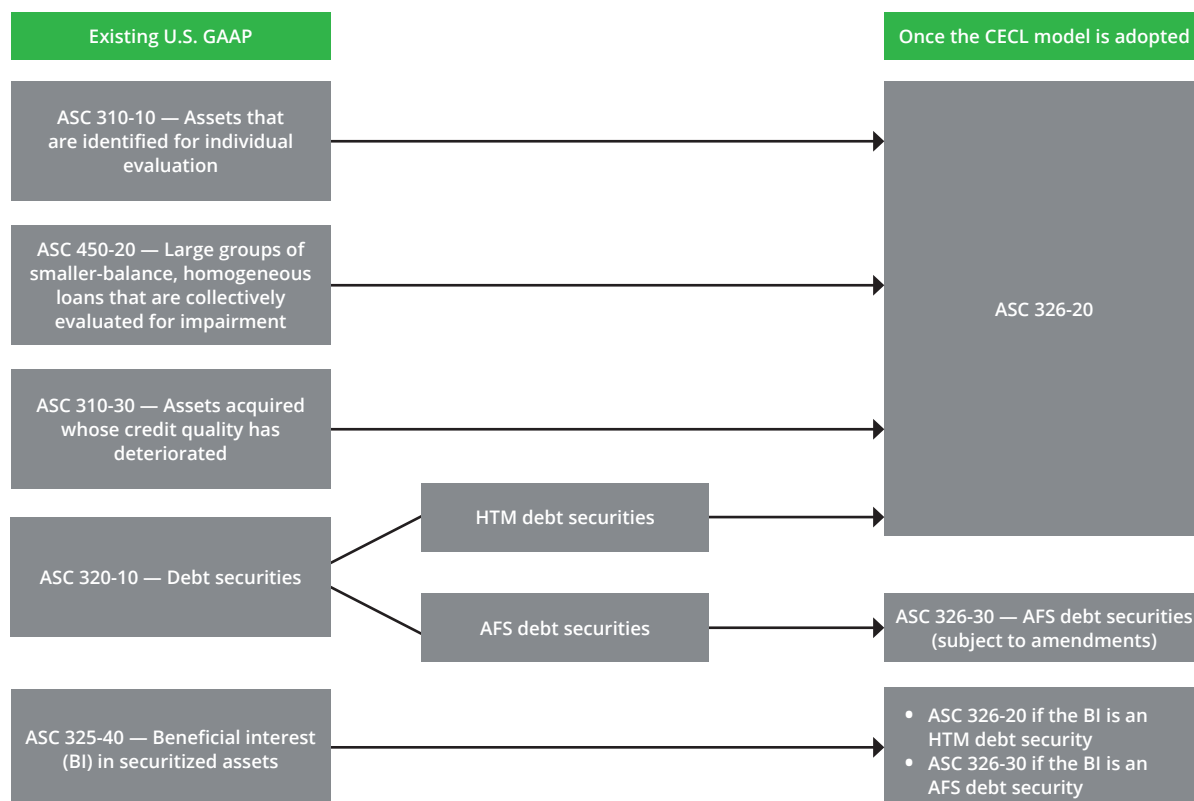 Existing U.S. GAAP
Once the CECL model is adopted
ASC 310-10 — Assets that
are identified for individual
evaluation
ASC 450-20 — Large groups of
smaller-balance, homogeneous
loans that are collectively
evaluated for impairment
ASC 326-20
ASC 310-30 — Assets acquired
whose credit quality has
deteriorated
HTM debt securities
ASC 320-10 — Debt securities
AFS debt securities
ASC 326-30 — AFS debt securities
(subject to amendments)
ASC 325-40 — Beneficial interest
(BI) in securitized assets
• ASC 326-20 if the BI is an
HTM debt security
• ASC 326-30 if the BI is an
AFS debt security